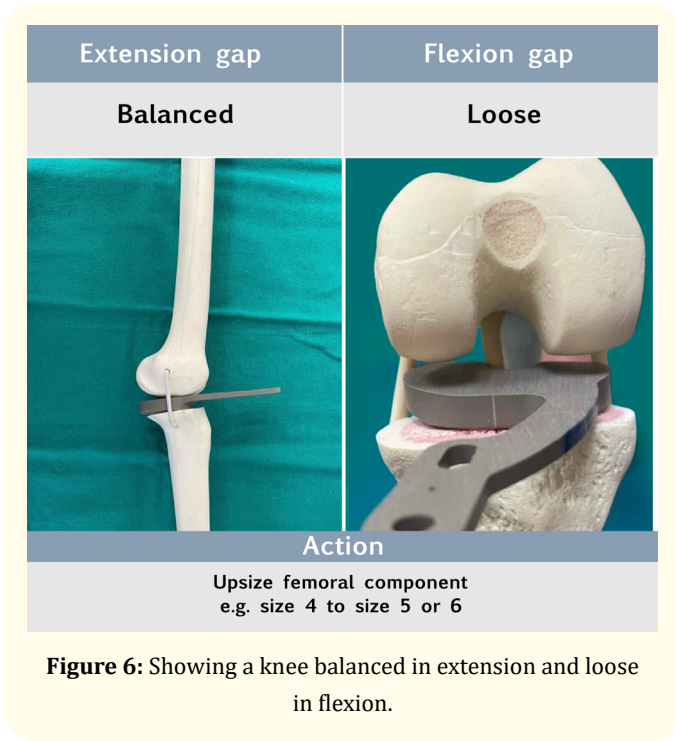 Extension gap
Flexion gap
Balanced
Loose
Action
Upsize femoral component
e.g. size 4 to size 5 or 6
Figure 6: Showing a knee balanced in extension and loose
in flexion.